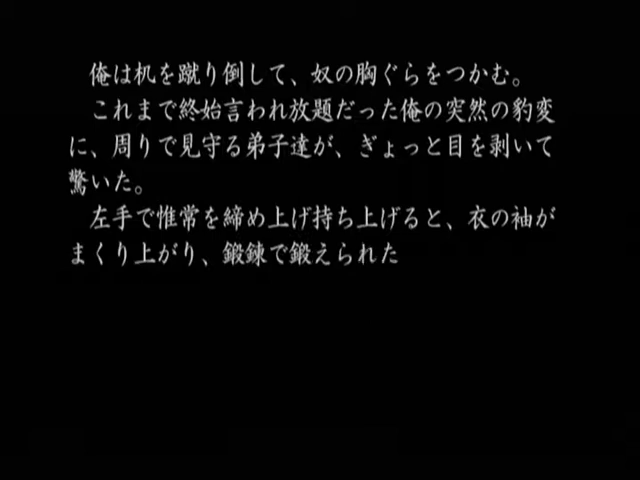 俺は机を蹴り倒して、奴の胸ぐらをつかむ。
これまで終始言われ放題だった俺の突然の豹変
に、周りで見守る弟子達が、ぎょっと目を剥いて
驚いた。
左手で惟常を締め上げ持ち上げると、衣の袖が
まくり上がり、鍛錬で鍛えられた